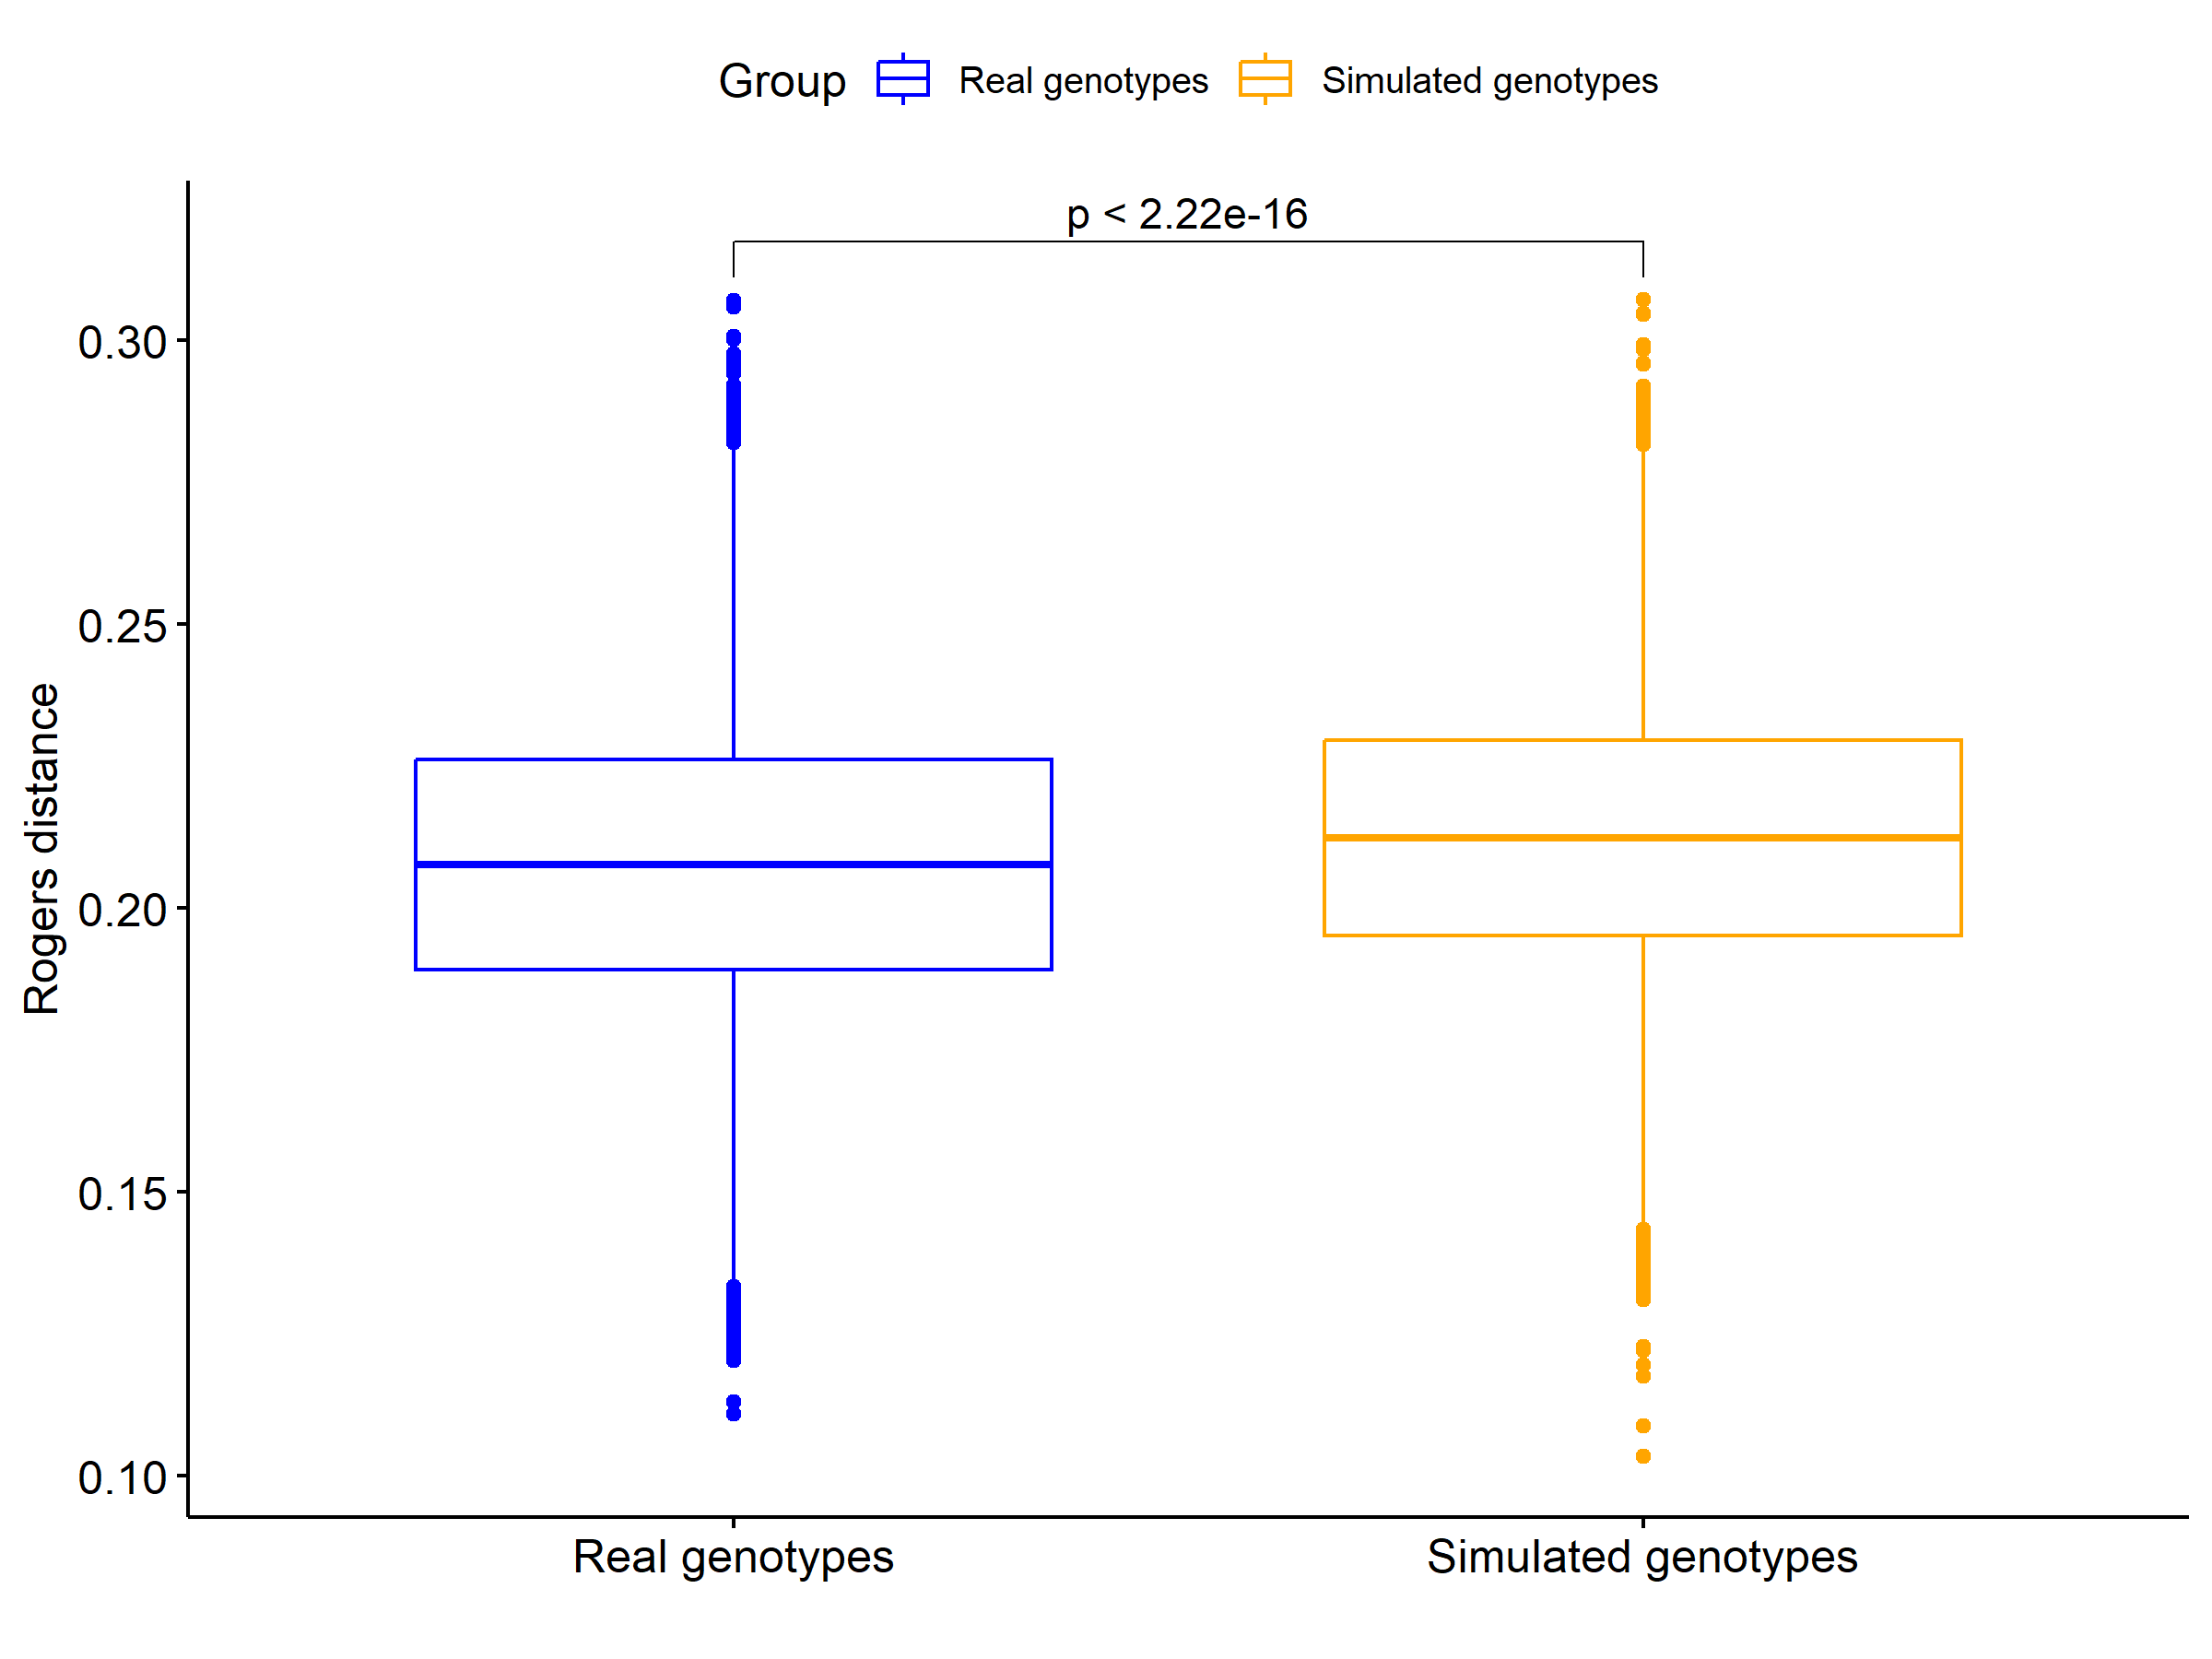 Group Real genotypes Simulated genotypes
p < 2.22e-16
0.30
0.25
0.20
0.15
0.10
Rogers distance
Real genotypes Simulated genotypes